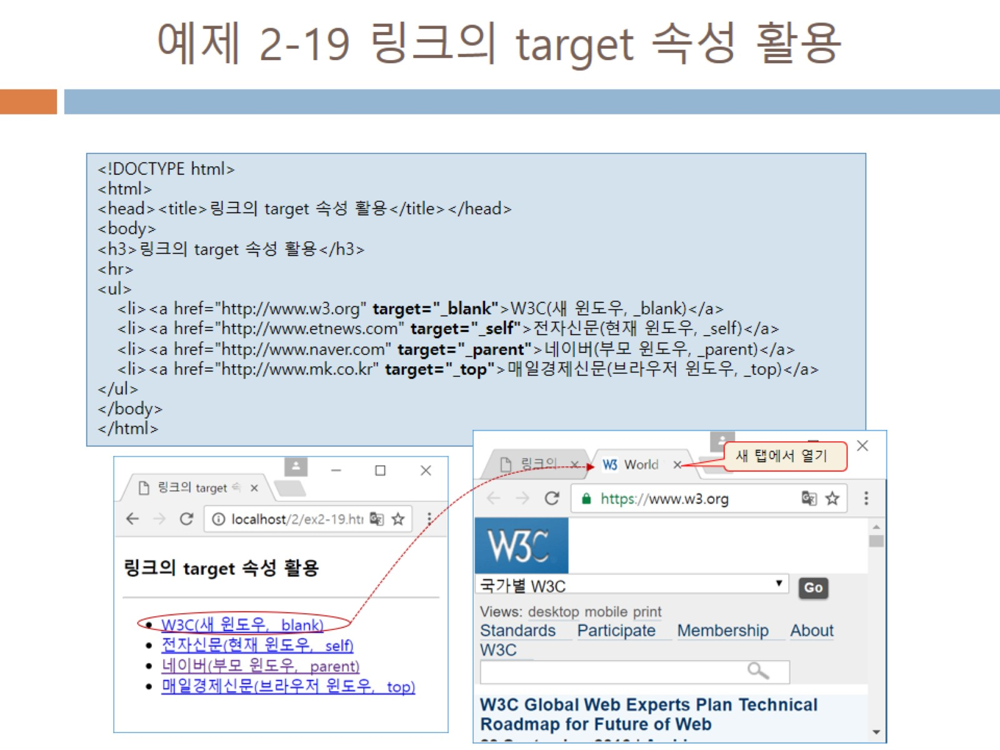 예제 2-19 링크의 target 속성 활용
<!DOCTYPE html>
<html>
<head><title>링크의 target 속성 활용</title></head>
<body>
<h3>링크의 target 속성 활용</h3>
<hr>
<ul>
<li><a href="http://www.w3.org" target="_blank">W3C(새 윈도우, _blank)</a>
<li><a href="http://www.etnews.com" target="_self">전자신문(현재 윈도우, _self)</a>
<li><a href="http://www.naver.com" target="_parent">네이버(부모 윈도우, _parent)</a>
<li><a href="http://www.mk.co.kr" target="_top">매일경제신문(브라우저 윈도우, _top)</a>
</ul>
</body>
</html>
링크의 target 속
localhost/2/ex2-19.htm
링크의 target 속성 활용
W3C(새 윈도우, _blank)
전자신문(현재 윈도우, _self)
네이버(부모 윈도우, _parent)
매일경제신문(브라우저 윈도우, _top)
새 탭에서 열기
링크의
W3 World
https://www.w3.org
W3C
국가별 W3C
Go
Views: desktop mobile print
Standards Participate Membership About
W3C
W3C Global Web Experts Plan Technical
Roadmap for Future of Web